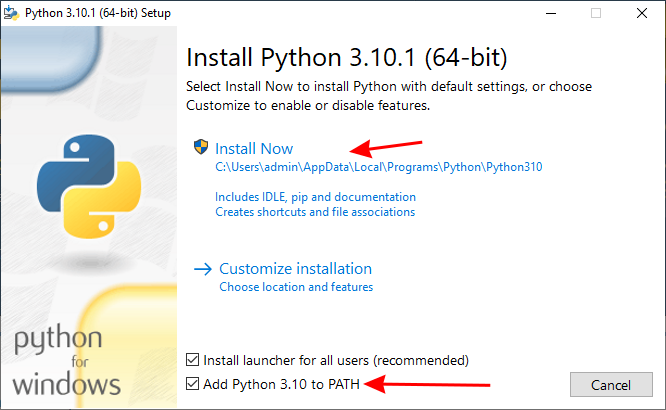 Python 3.10.1 (64-bit) Setup
Install Python 3.10.1 (64-bit)
Select Install Now to install Python with default settings, or choose
Customize to enable or disable features.
Install Now
C:\Users\admin\AppData\Local\Programs\Python\Python310
Includes IDLE, pip and documentation
Creates shortcuts and file associations
Customize installation
Choose location and features
python
for
windows
Install launcher for all users (recommended)
Add Python 3.10 to PATH
Cancel